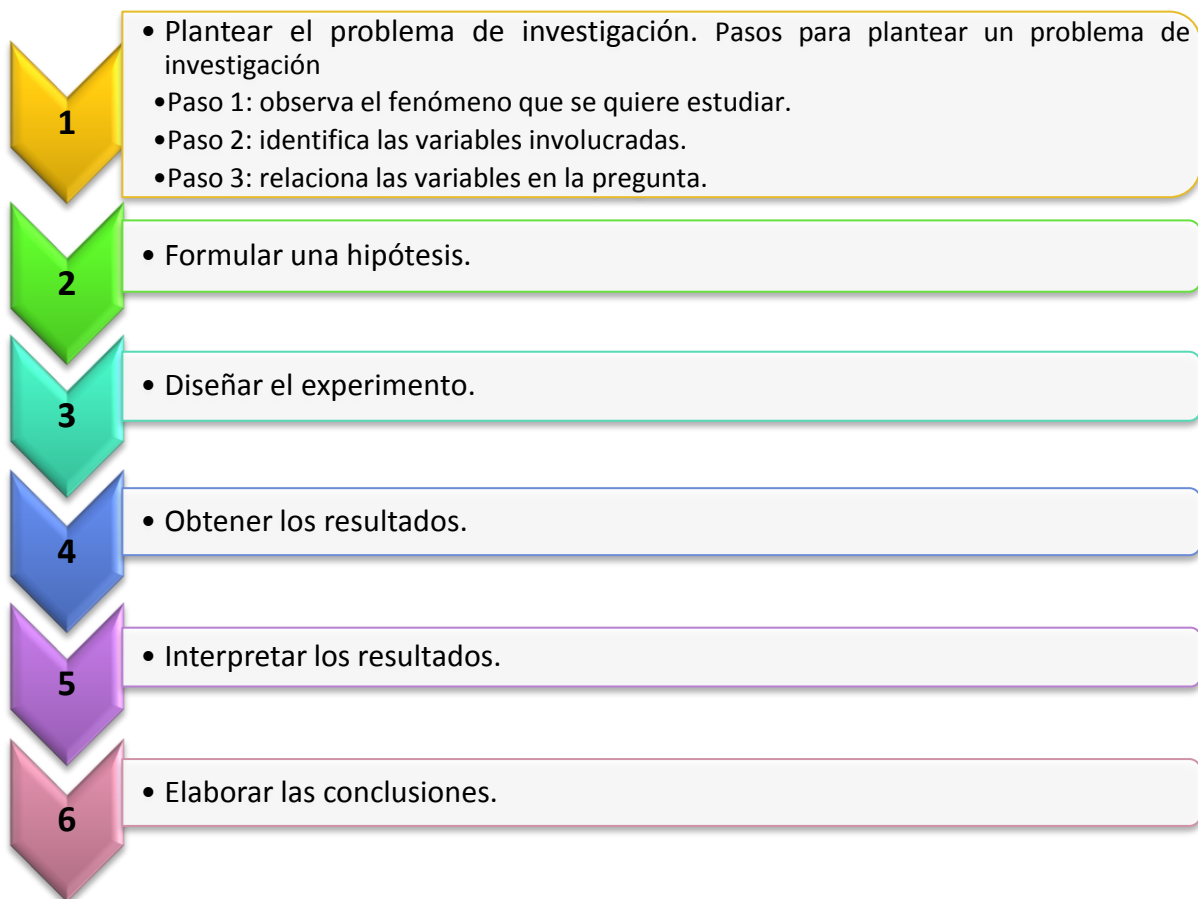 1
• Plantear el problema de investigación. Pasos para plantear un problema de
investigación
•Paso 1: observa el fenómeno que se quiere estudiar.
•Paso 2: identifica las variables involucradas.
•Paso 3: relaciona las variables en la pregunta.
2
• Formular una hipótesis.
3
• Diseñar el experimento.
4
• Obtener los resultados.
5
• Interpretar los resultados.
6
• Elaborar las conclusiones.